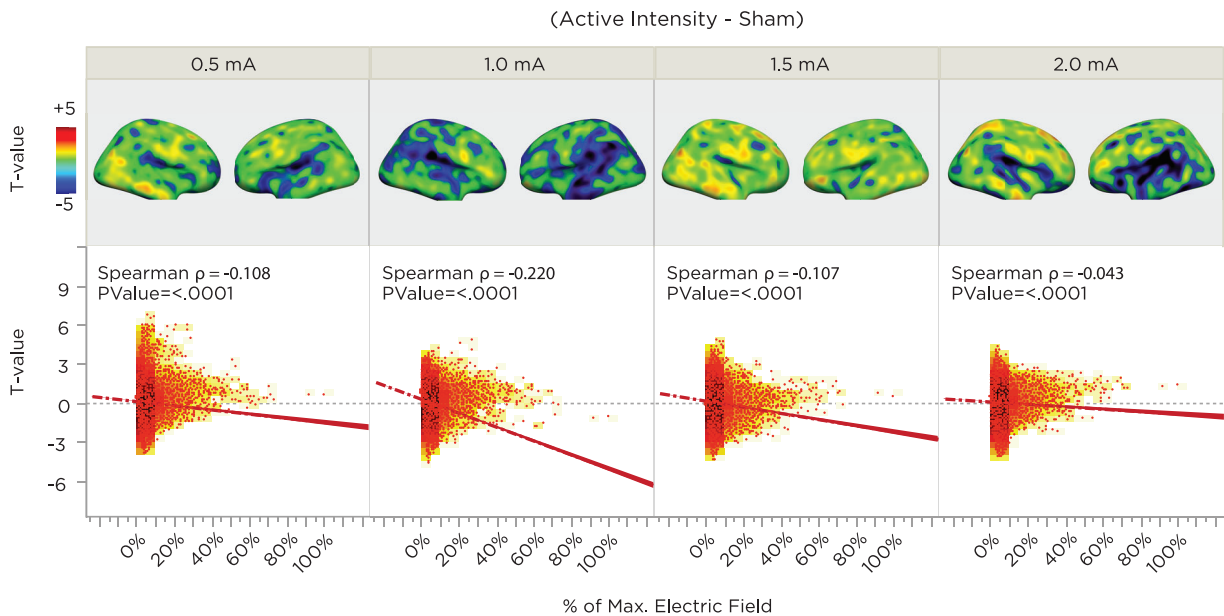 (Active Intensity - Sham)
0.5 mA
1.0 mA
1.5 mA
2.0 mA
T-value
+5
-5
Spearman ρ = -0.108
PValue=<.0001
Spearman ρ = -0.220
PValue=<.0001
Spearman ρ = -0.107
PValue=<.0001
Spearman ρ = -0.043
PValue=<.0001
T-value
9
6
3
0
-3
-6
0% 20% 40% 60% 80% 100%
0% 20% 40% 60% 80% 100%
0% 20% 40% 60% 80% 100%
0% 20% 40% 60% 80% 100%
% of Max. Electric Field